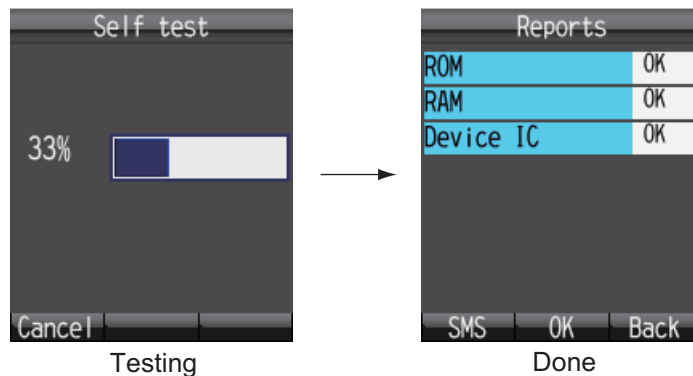 Self test
33%
Cancel
Testing
Reports
ROM OK
RAM OK
Device IC OK
SMS OK Back
Done